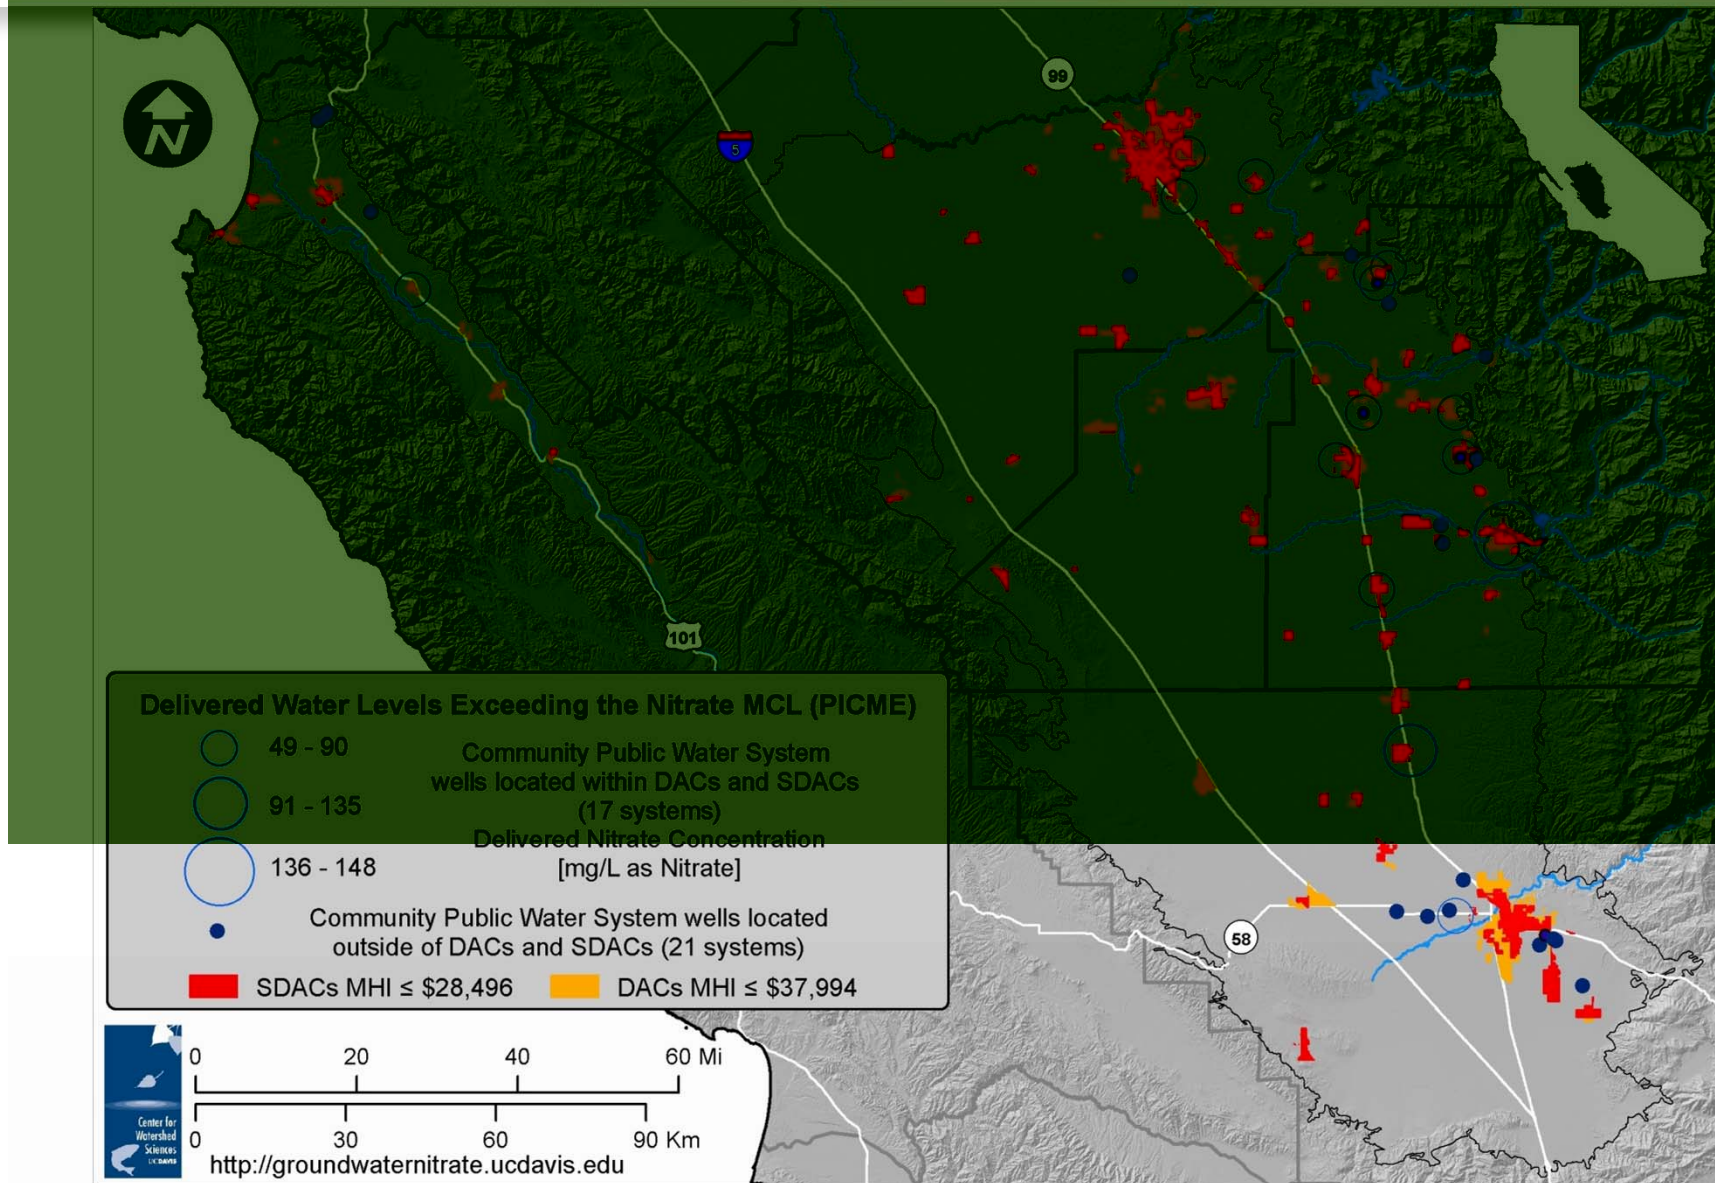 99
5
N
101
Delivered Water Levels Exceeding the Nitrate MCL (PICME)
49 - 90
91 - 135
136 - 148
Community Public Water System
wells located within DACs and SDACs
(17 systems)
Delivered Nitrate Concentration
[mg/L as Nitrate]
Community Public Water System wells located
outside of DACs and SDACs (21 systems)
SDACs MHI ≤ $28,496
DACs MHI ≤ $37,994
58
Center for
Watershed
Sciences
UC DAVIS
0 20 40 60 Mi
0 30 60 90 Km
http://groundwaternitrate.ucdavis.edu